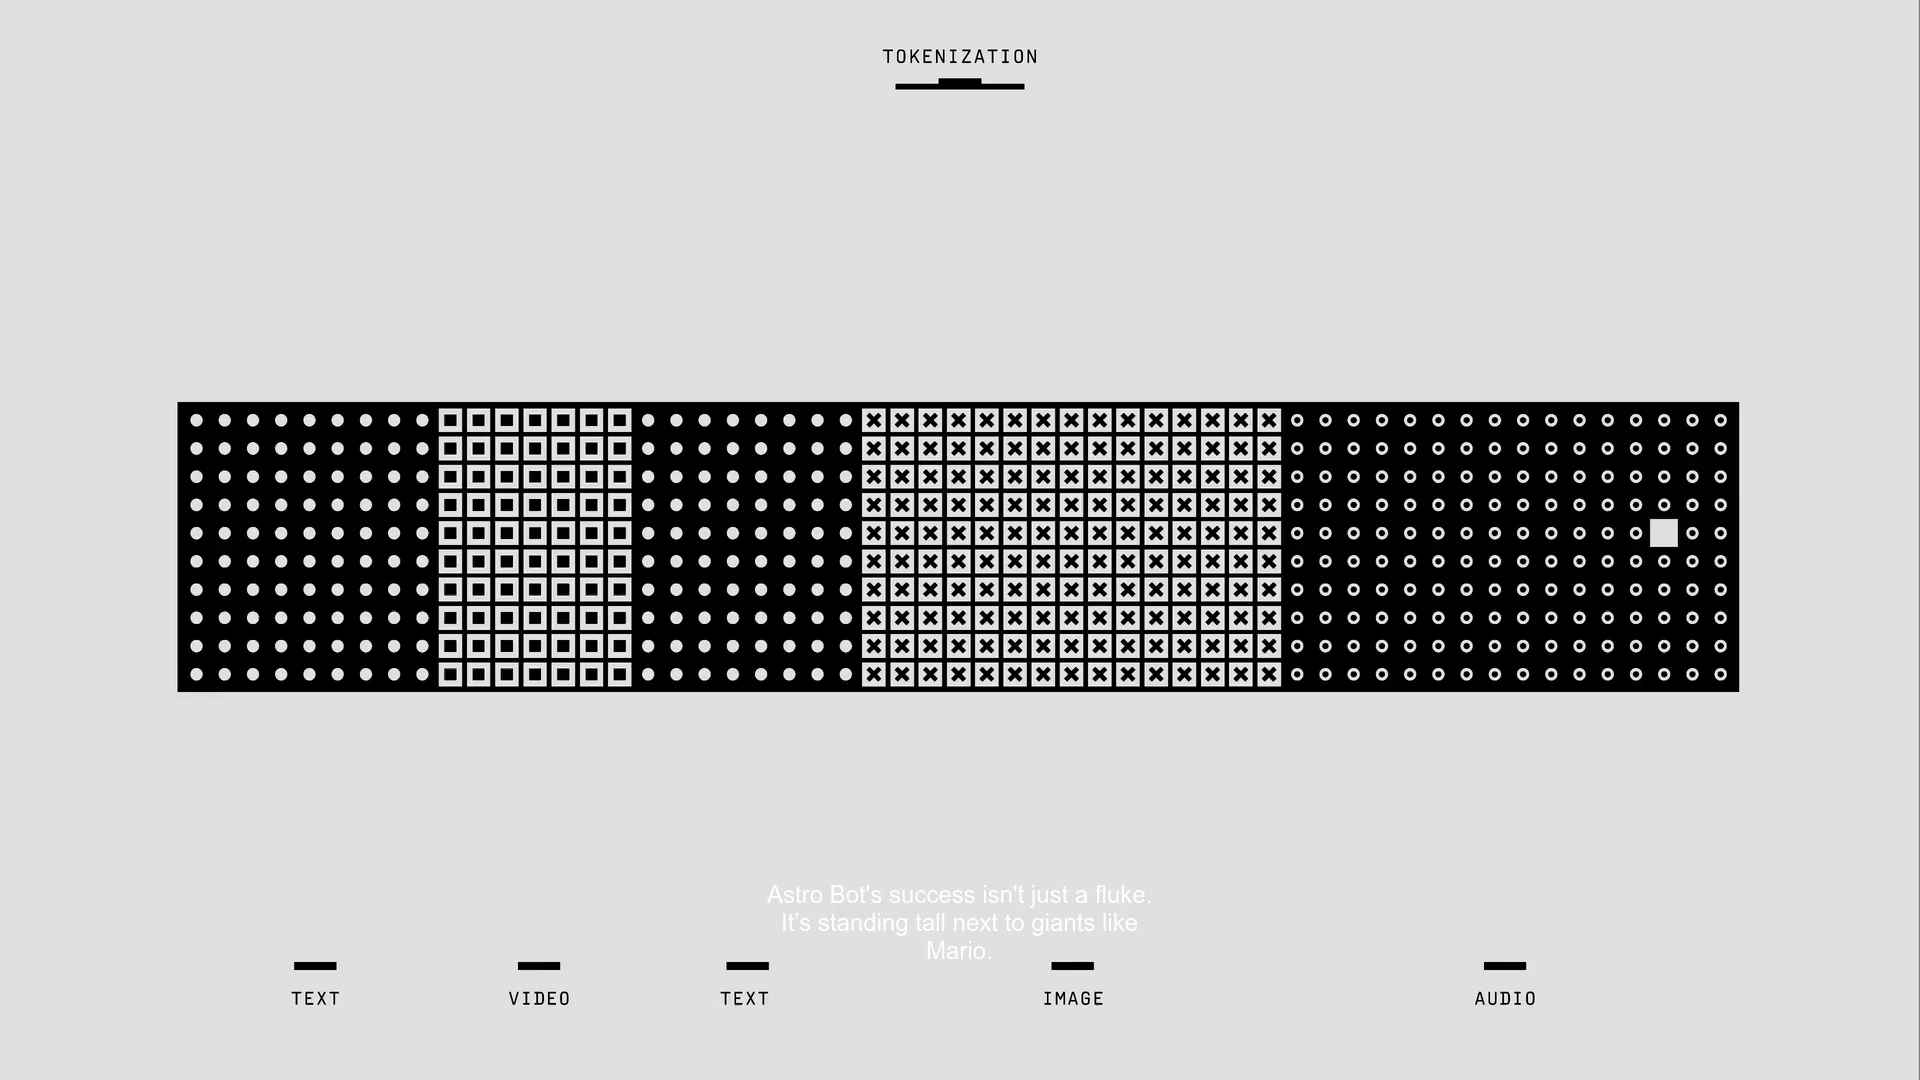 TOKENIZATION
Astro Bot's success isn't just a fluke.
It's standing tall next to giants like
Mario.
TEXT
VIDEO
TEXT
IMAGE
AUDIO